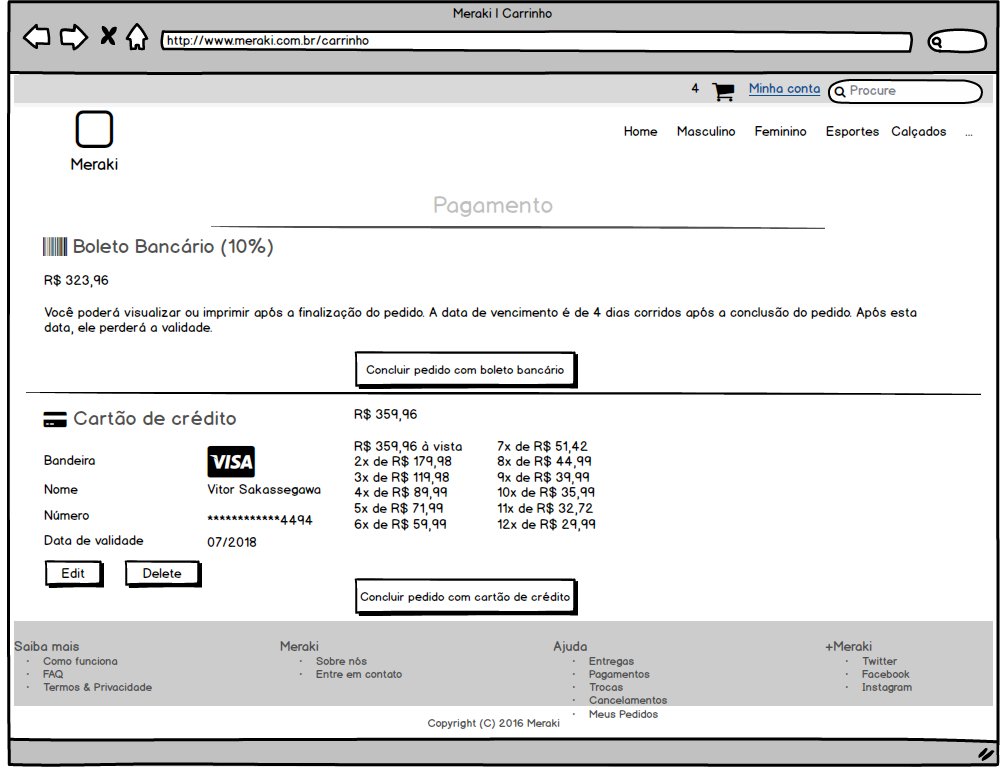 Meraki | Carrinho
http://www.meraki.com.br/carrinho
4 Minha conta Procure
Meraki
Home Masculino Feminino Esportes Calçados ...
Pagamento
Boleto Bancário (10%)
R$ 323,96
Você poderá visualizar ou imprimir após a finalização do pedido. A data de vencimento é de 4 dias corridos após a conclusão do pedido. Após esta
data, ele perderá a validade.
Concluir pedido com boleto bancário
Cartão de crédito
Bandeira VISA
Nome Vitor Sakassegawa
Número ************4494
Data de validade 07/2018
Edit Delete
R$ 359,96
R$ 359,96 à vista
2x de R$ 179,98
3x de R$ 119,98
4x de R$ 89,99
5x de R$ 71,99
6x de R$ 59,99
7x de R$ 51,42
8x de R$ 44,99
9x de R$ 39,99
10x de R$ 35,99
11x de R$ 32,72
12x de R$ 29,99
Concluir pedido com cartão de crédito
Saiba mais
· Como funciona
· FAQ
· Termos & Privacidade
Meraki
· Sobre nós
· Entre em contato
Ajuda
· Entregas
· Pagamentos
· Trocas
· Cancelamentos
· Meus Pedidos
+Meraki
· Twitter
· Facebook
· Instagram
Copyright (C) 2016 Meraki